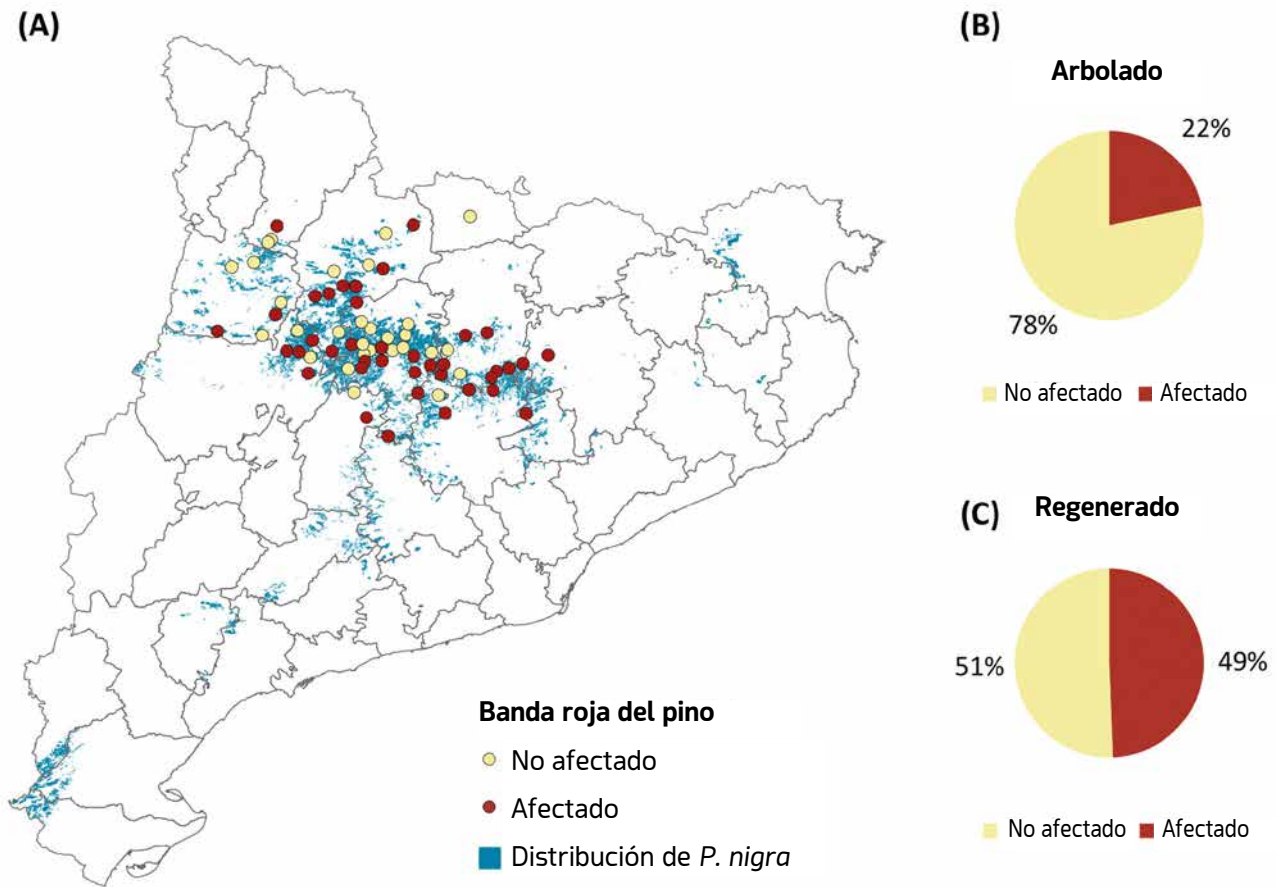 (A)
Banda roja del pino
No afectado
Afectado
Distribución de P. nigra
(B)
Arbolado
22%
78%
No afectado Afectado
(C) Regenerado
51%
49%
No afectado Afectado